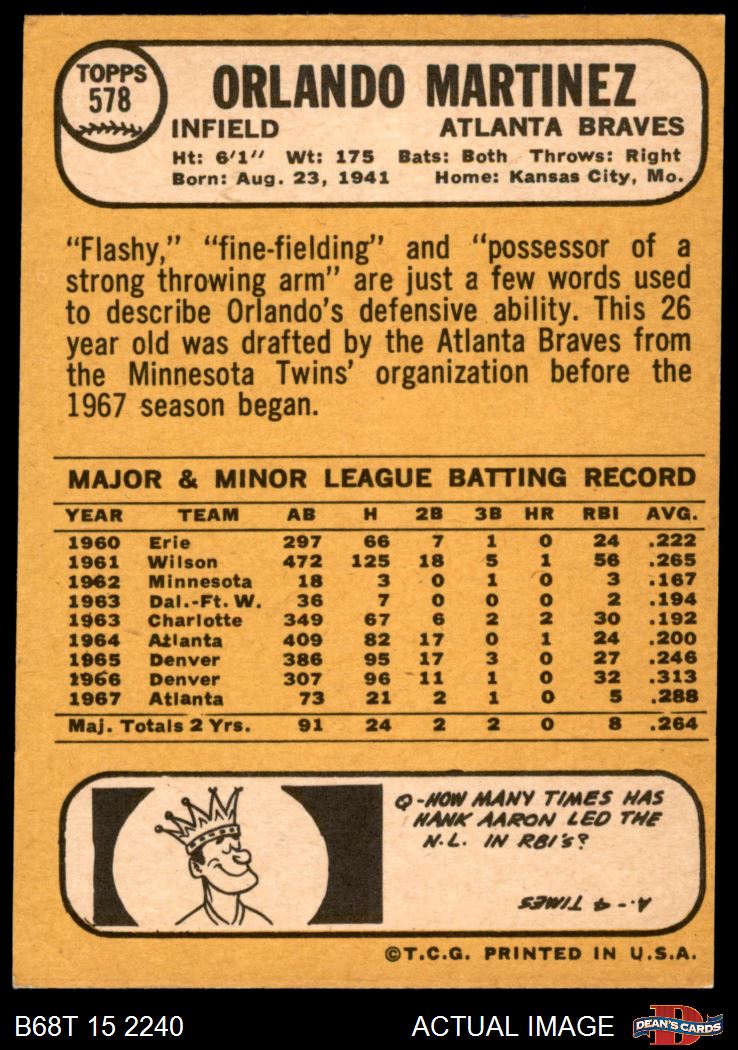 TOPPS
578
ORLANDO MARTINEZ
INFIELD ATLANTA BRAVES
Ht: 6'1" Wt: 175 Bats: Both Throws: Right
Born: Aug. 23, 1941 Home: Kansas City, Mo.
"Flashy," "fine-fielding" and "possessor of a
strong throwing arm" are just a few words used
to describe Orlando's defensive ability. This 26
year old was drafted by the Atlanta Braves from
the Minnesota Twins' organization before the
1967 season began.
MAJOR & MINOR LEAGUE BATTING RECORD
YEAR TEAM AB H 2B 3B HR RBI AVG.
1960 Erie 297 66 7 1 0 24 .222
1961 Wilson 472 125 18 5 1 56 .265
1962 Minnesota 18 3 0 1 0 3 .167
1963 Dal.-Ft. W. 36 7 0 0 0 2 .194
1963 Charlotte 349 67 6 2 2 30 .192
1964 Atlanta 409 82 17 0 1 24 .200
1965 Denver 386 95 17 3 0 27 .246
1966 Denver 307 96 11 1 0 32 .313
1967 Atlanta 73 21 2 1 0 5 .288
Maj. Totals 2 Yrs. 91 24 2 2 0 8 .264
Q-HOW MANY TIMES HAS
HANK AARON LED THE
N.L. IN RBI's?
A.-4 TIMES
©T.C.G. PRINTED IN U.S.A.
B68T 15 2240 ACTUAL IMAGE DEAN'S CARDS